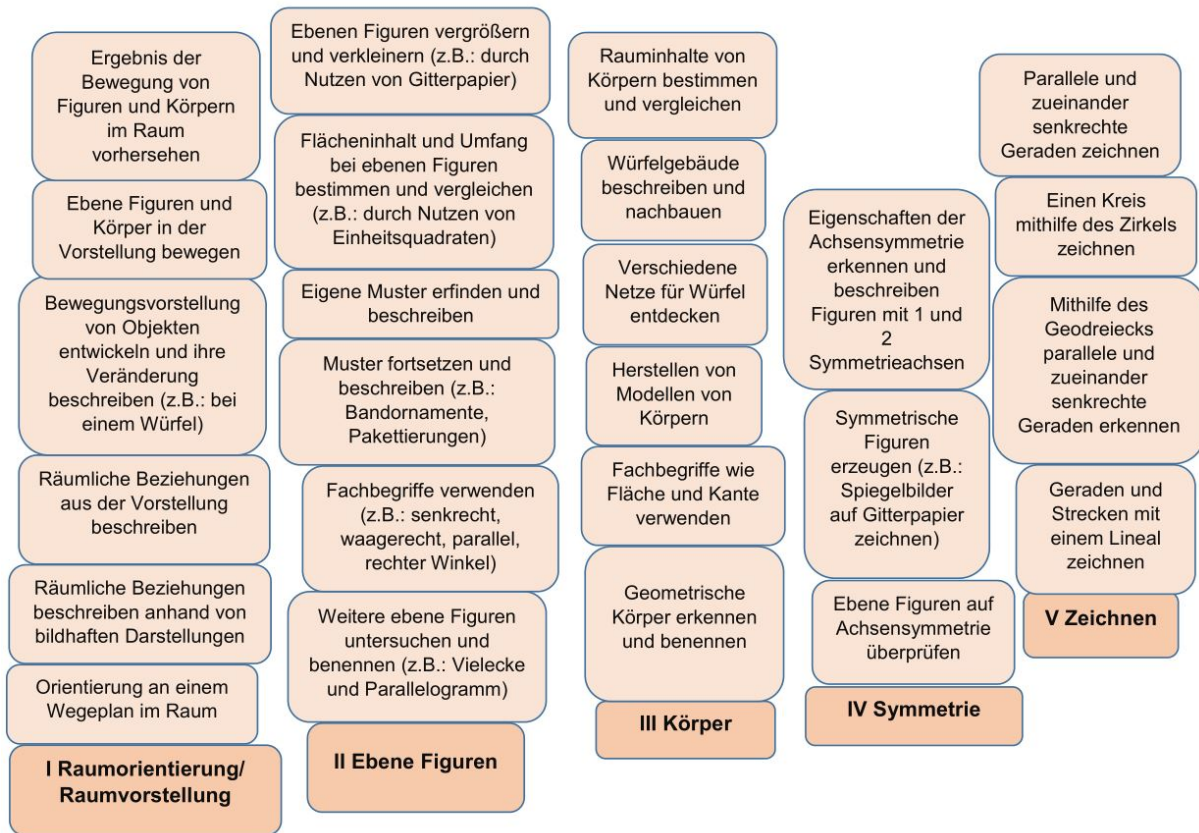 Ergebnis der
Bewegung von
Figuren und Körpern
im Raum
vorhersehen
Ebene Figuren und
Körper in der
Vorstellung bewegen
Bewegungsvorstellung
von Objekten
entwickeln und ihre
Veränderung
beschreiben (z.B.: bei
einem Würfel)
Räumliche Beziehungen
aus der Vorstellung
beschreiben
Räumliche Beziehungen
beschreiben anhand von
bildhaften Darstellungen
Orientierung an einem
Wegeplan im Raum
I Raumorientierung/
Raumvorstellung
Ebenen Figuren vergrößern
und verkleinern (z.B.: durch
Nutzen von Gitterpapier)
Flächeninhalt und Umfang
bei ebenen Figuren
bestimmen und vergleichen
(z.B.: durch Nutzen von
Einheitsquadraten)
Eigene Muster erfinden und
beschreiben
Muster fortsetzen und
beschreiben (z.B.:
Bandornamente,
Pakettierungen)
Fachbegriffe verwenden
(z.B.: senkrecht,
waagerecht, parallel,
rechter Winkel)
Weitere ebene Figuren
untersuchen und
benennen (z.B.: Vielecke
und Parallelogramm)
II Ebene Figuren
Rauminhalte von
Körpern bestimmen
und vergleichen
Würfelgebäude
beschreiben und
nachbauen
Verschiedene
Netze für Würfel
entdecken
Herstellen von
Modellen von
Körpern
Fachbegriffe wie
Fläche und Kante
verwenden
Geometrische
Körper erkennen
und benennen
III Körper
Eigenschaften der
Achsensymmetrie
erkennen und
beschreiben
Figuren mit 1 und
2
Symmetrieachsen
Symmetrische
Figuren
erzeugen (z.B.:
Spiegelbilder
auf Gitterpapier
zeichnen)
Ebene Figuren auf
Achsensymmetrie
überprüfen
IV Symmetrie
Parallele und
zueinander
senkrechte
Geraden zeichnen
Einen Kreis
mithilfe des Zirkels
zeichnen
Mithilfe des
Geodreiecks
parallele und
zueinander
senkrechte
Geraden erkennen
Geraden und
Strecken mit
einem Lineal
zeichnen
V Zeichnen